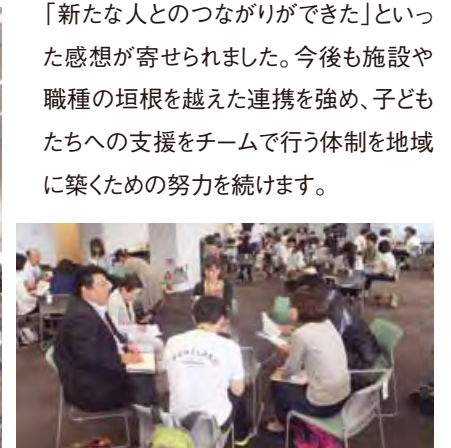 「新たな人とのつながりができた」といっ
た感想が寄せられました。今後も施設や
職種の垣根を越えた連携を強め、子ども
たちへの支援をチームで行う体制を地域
に築くための努力を続けます。